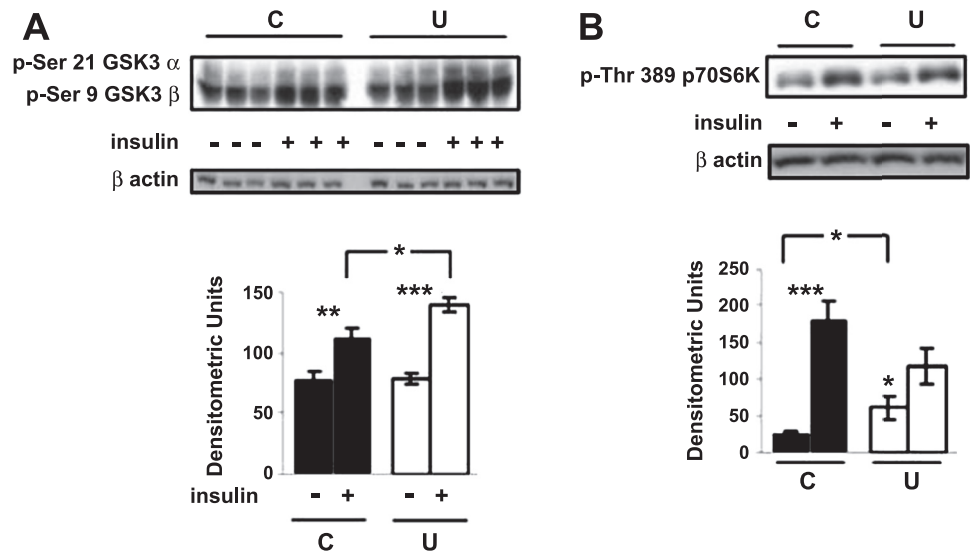 A
C U
p-Ser 21 GSK3 α
p-Ser 9 GSK3 β
insulin - - - + + + - - - + + +
β actin
*
** ***
Densitometric Units
150
100
50
0
insulin - + - +
C U
B
C U
p-Thr 389 p70S6K
insulin - + - +
β actin
*
*** *
Densitometric Units
250
200
150
100
50
0
C U